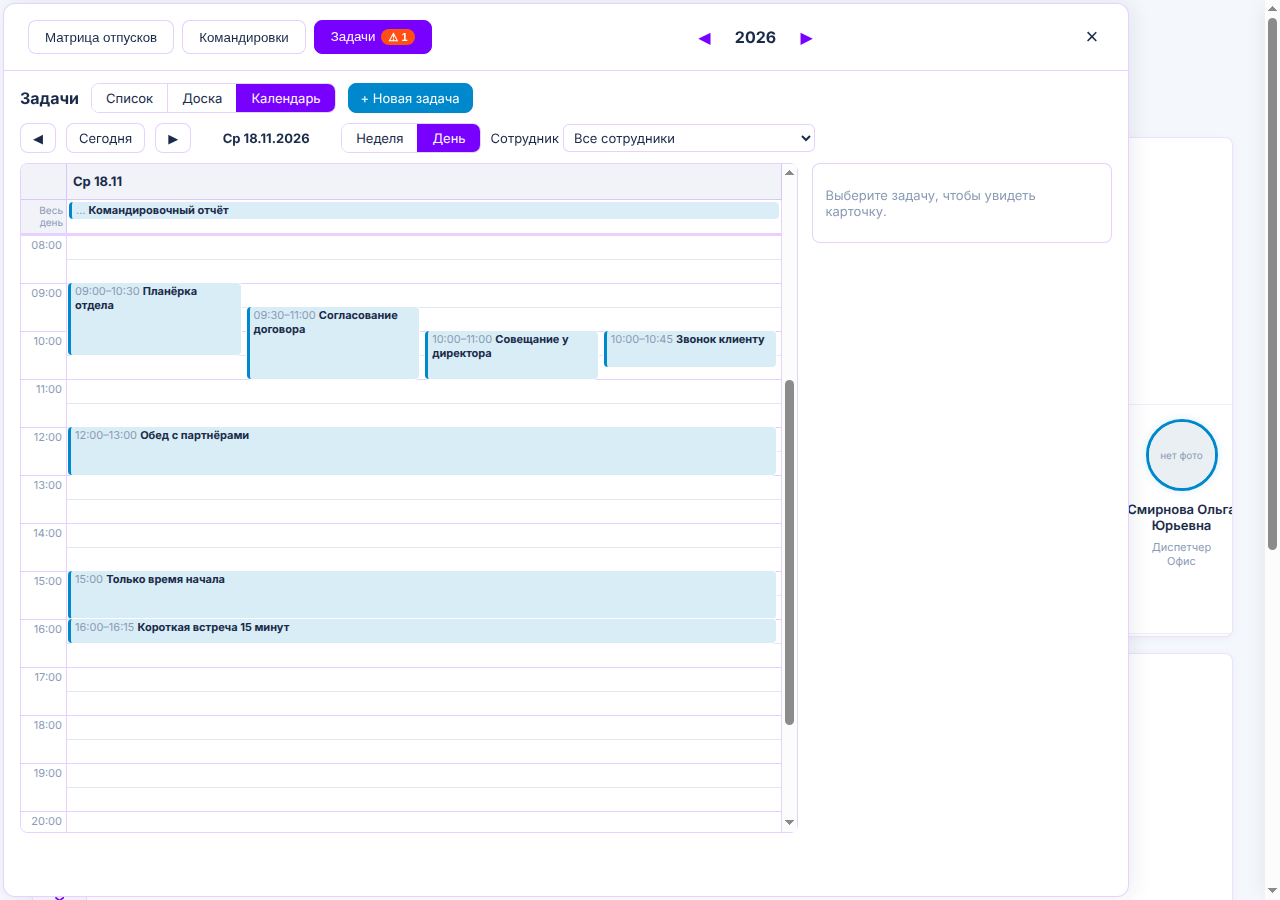 Матрица отпусков
Командировки
Задачи ⚠ 1
◀ 2026 ▶
×
Задачи
Список
Доска
Календарь
+ Новая задача
◀
Сегодня
▶
Ср 18.11.2026
Неделя
День
Сотрудник
Все сотрудники
Ср 18.11
Весь
день
... Командировочный отчёт
08:00
09:00
10:00
11:00
12:00
13:00
14:00
15:00
16:00
17:00
18:00
19:00
20:00
09:00–10:30 Планёрка
отдела
09:30–11:00 Согласование
договора
10:00–11:00 Совещание у
директора
10:00–10:45 Звонок клиенту
12:00–13:00 Обед с партнёрами
15:00 Только время начала
16:00–16:15 Короткая встреча 15 минут
Выберите задачу, чтобы увидеть
карточку.
нет фото
Смирнова Ольга
Юрьевна
Диспетчер
Офис